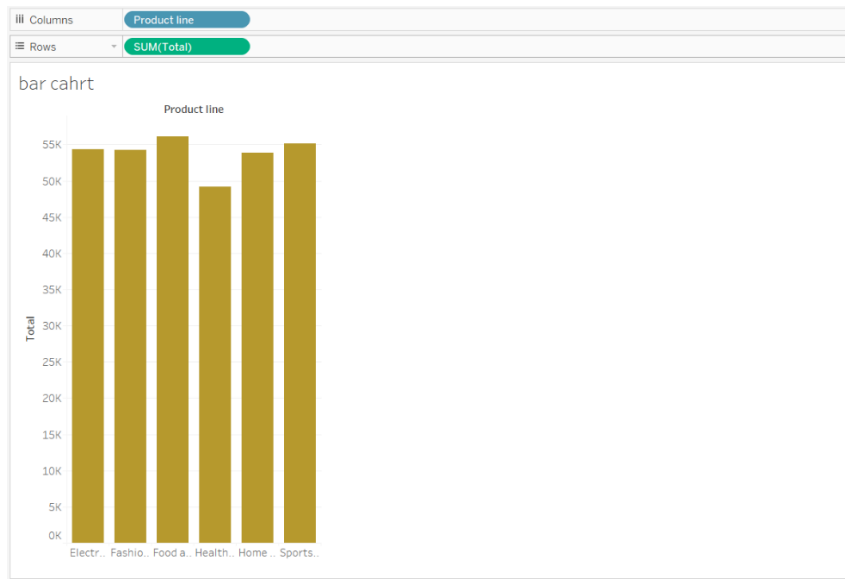 Columns Product line
Rows SUM(Total)
bar cahrt
Product line
55K
50K
45K
40K
35K
30K
25K
20K
15K
10K
5K
0K
Total
Electr.. Fashio.. Food a.. Health.. Home .. Sports..